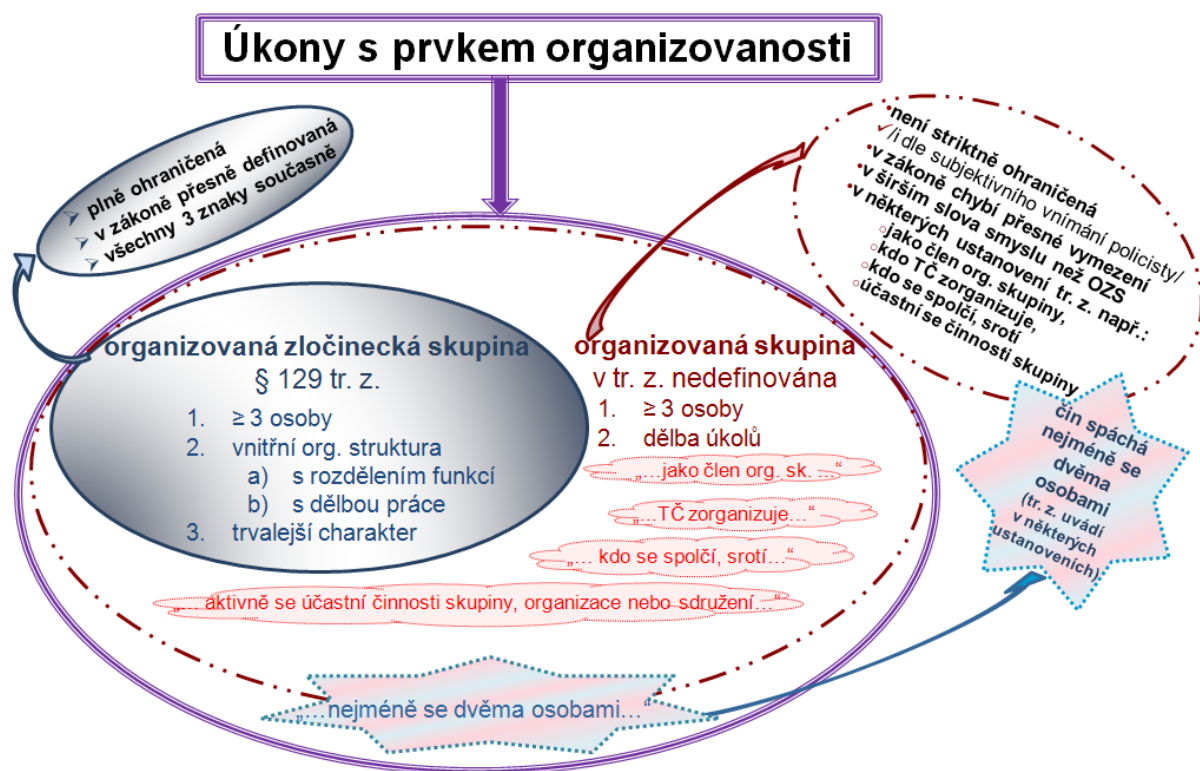 Úkony s prvkem organizovanosti
plně ohraničená
v zákoně přesně definovaná
všechny 3 znaky současně
•není striktně ohraničená
✓/i dle subjektivního vnímání policisty/
•v zákoně chybí přesné vymezení
•v širším slova smyslu než OZS
•v některých ustanovení tr. z. např.:
○jako člen org. skupiny,
○kdo TČ zorganizuje,
○kdo se spolčí, srotí,
○účastní se činnosti skupiny
organizovaná zločinecká skupina
§ 129 tr. z.
1. ≥ 3 osoby
2. vnitřní org. struktura
a) s rozdělením funkcí
b) s dělbou práce
3. trvalejší charakter
organizovaná skupina
v tr. z. nedefinována
1. ≥ 3 osoby
2. dělba úkolů
„…jako člen org. sk. …“
„…TČ zorganizuje…“
„… kdo se spolčí, srotí…“
„… aktivně se účastní činnosti skupiny, organizace nebo sdružení…“
„…nejméně se dvěma osobami…“
čin spáchá
nejméně se
dvěma
osobami
(tr. z. uvádí
v některých
ustanoveních)